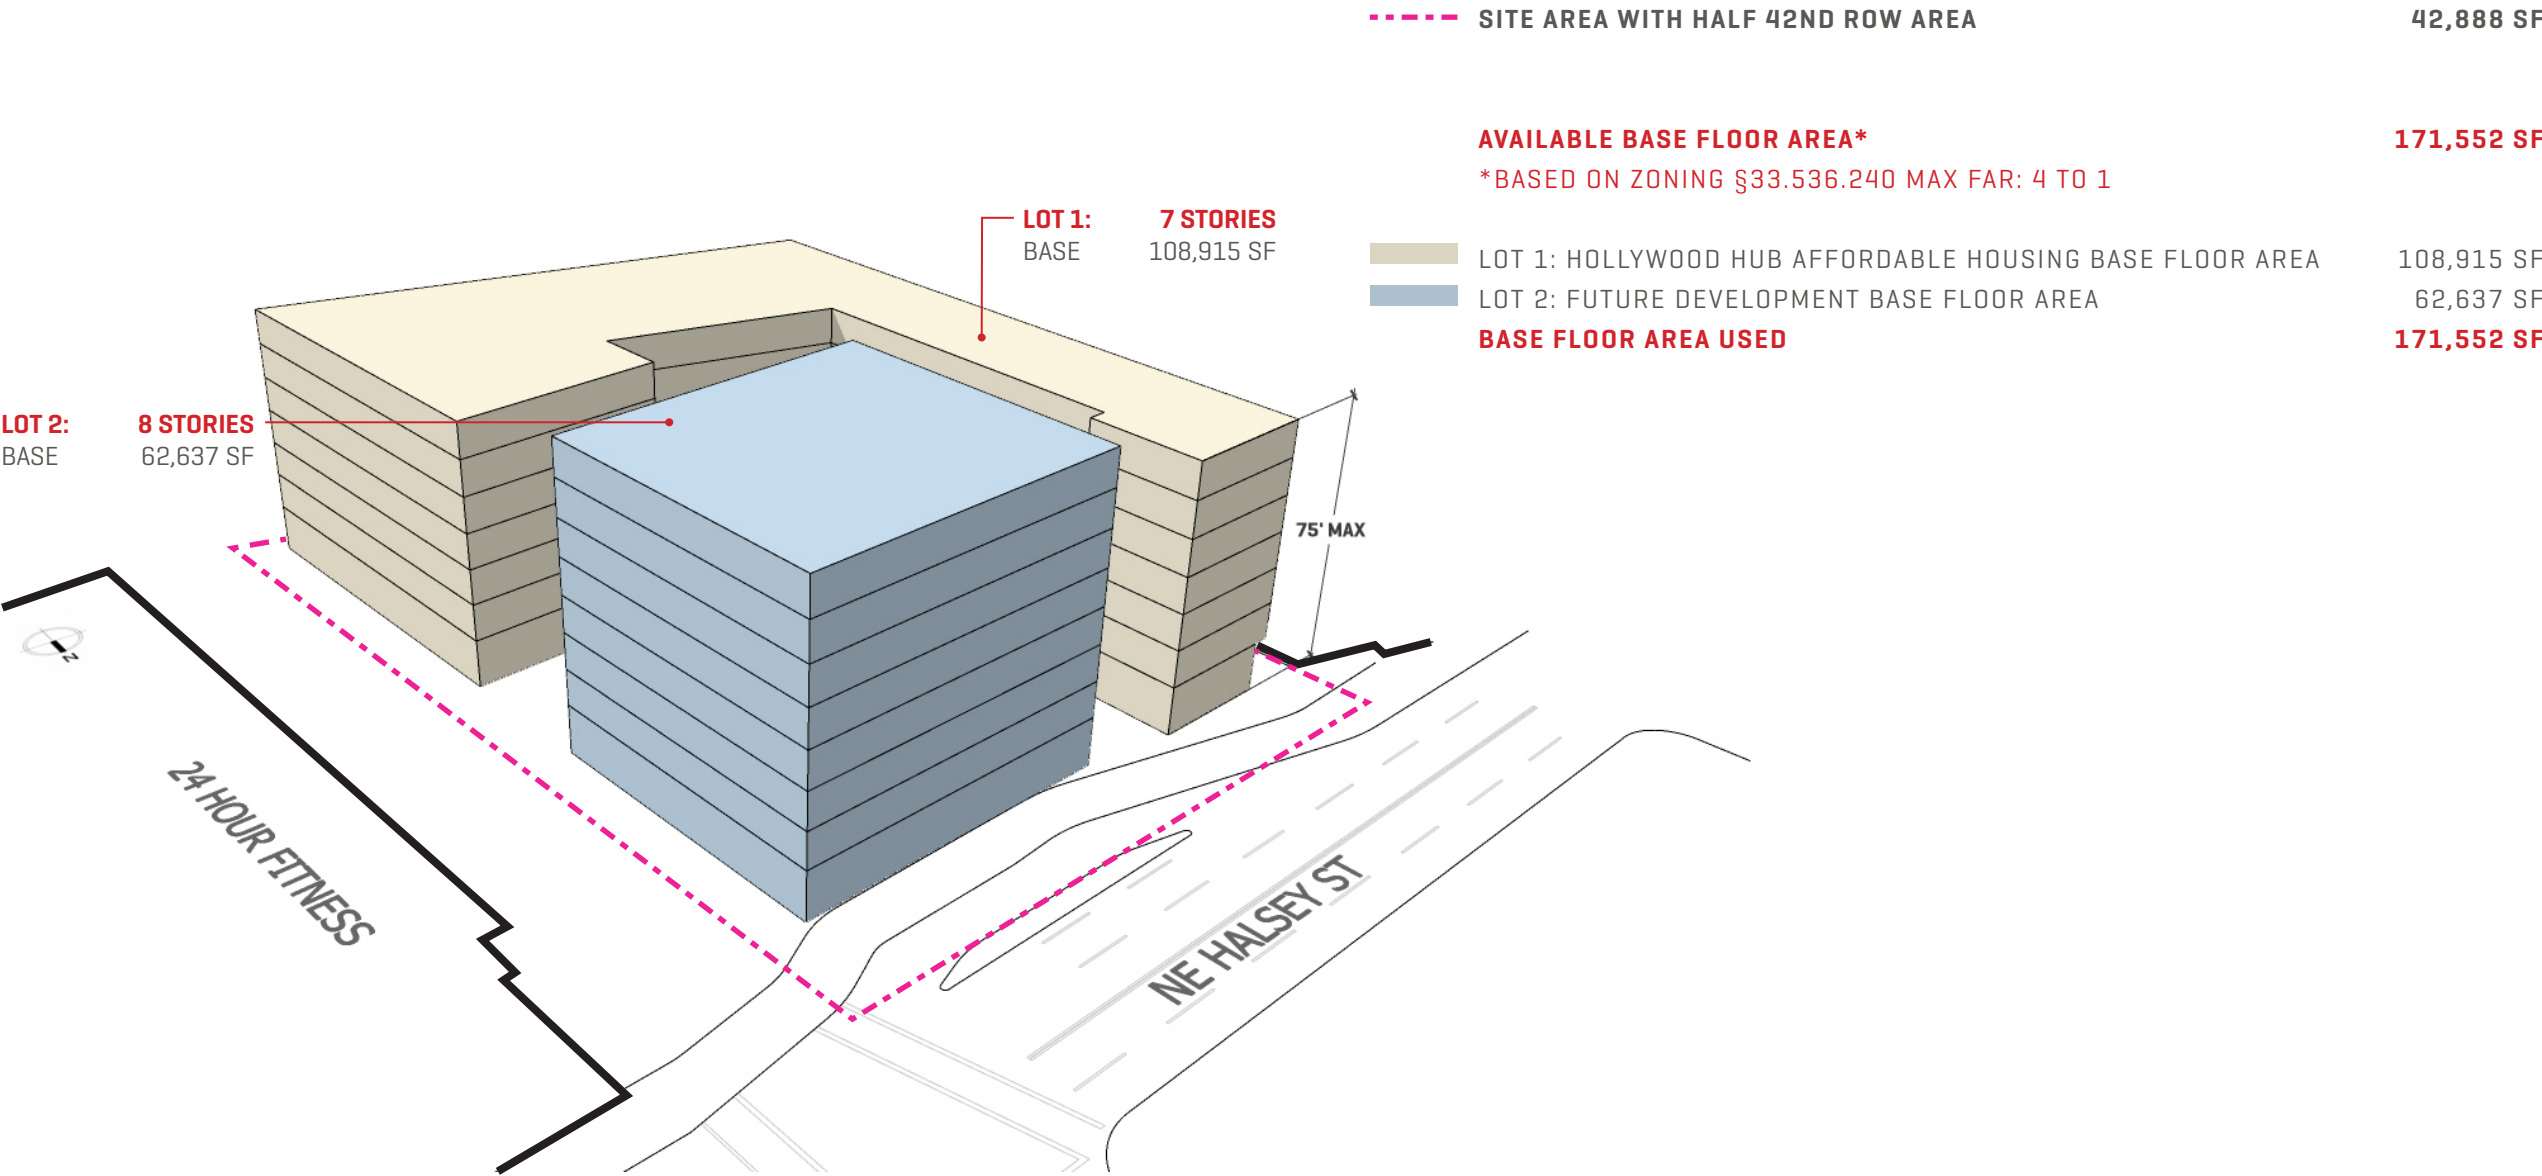 SITE AREA WITH HALF 42ND ROW AREA 42,888 SF
AVAILABLE BASE FLOOR AREA* 171,552 SF
*BASED ON ZONING §33.536.240 MAX FAR: 4 TO 1
LOT 1: 7 STORIES
BASE 108,915 SF
LOT 1: HOLLYWOOD HUB AFFORDABLE HOUSING BASE FLOOR AREA 108,915 SF
LOT 2: FUTURE DEVELOPMENT BASE FLOOR AREA 62,637 SF
BASE FLOOR AREA USED 171,552 SF
LOT 2: 8 STORIES
BASE 62,637 SF
75' MAX
N
24 HOUR FITNESS
NE HALSEY ST